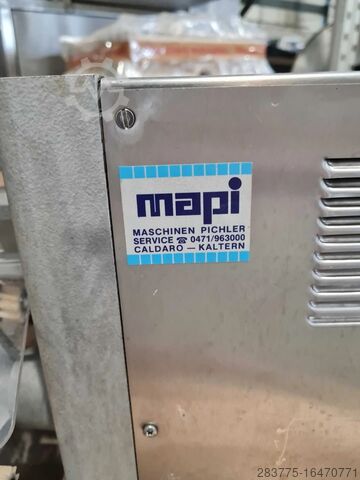 mapi
MASCHINEN PICHLER
SERVICE ☎ 0471/963000
CALDARO — KALTERN
283775-16470771